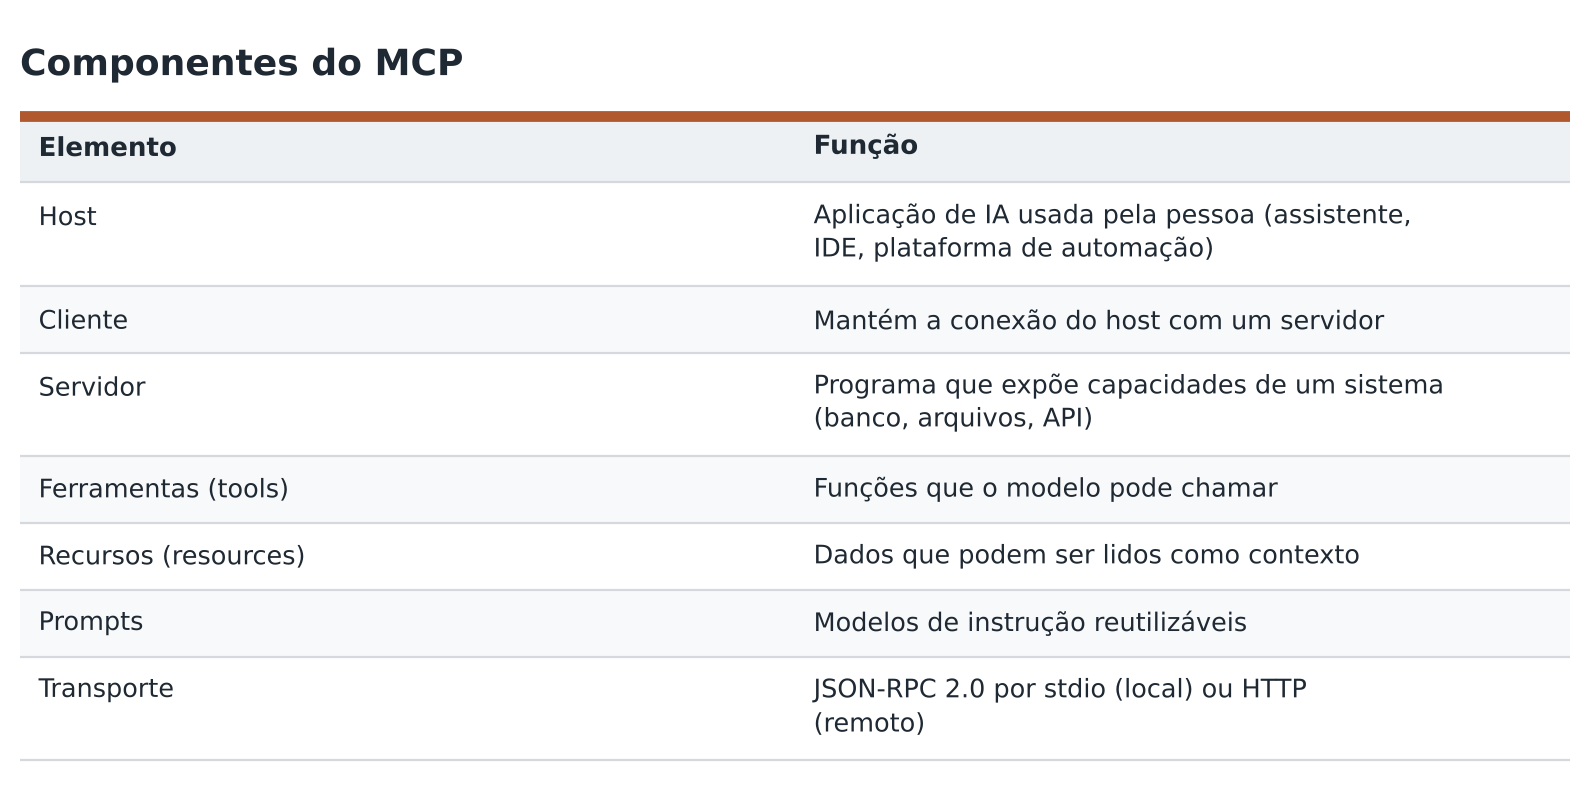 Componentes do MCP
Elemento
Função
Host
Aplicação de IA usada pela pessoa (assistente,
IDE, plataforma de automação)
Cliente
Mantém a conexão do host com um servidor
Servidor
Programa que expõe capacidades de um sistema
(banco, arquivos, API)
Ferramentas (tools)
Funções que o modelo pode chamar
Recursos (resources)
Dados que podem ser lidos como contexto
Prompts
Modelos de instrução reutilizáveis
Transporte
JSON-RPC 2.0 por stdio (local) ou HTTP
(remoto)